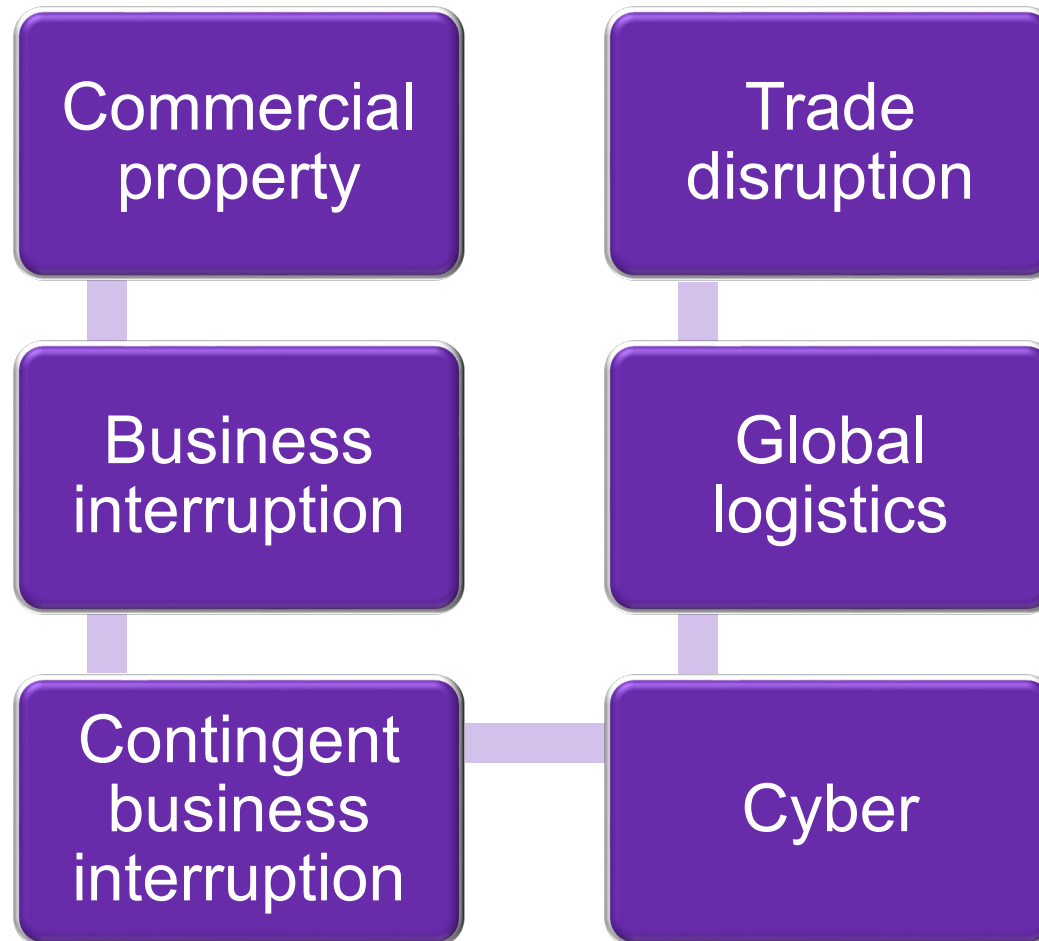 Commercial
property
Business
interruption
Contingent
business
interruption
Cyber
Global
logistics
Trade
disruption